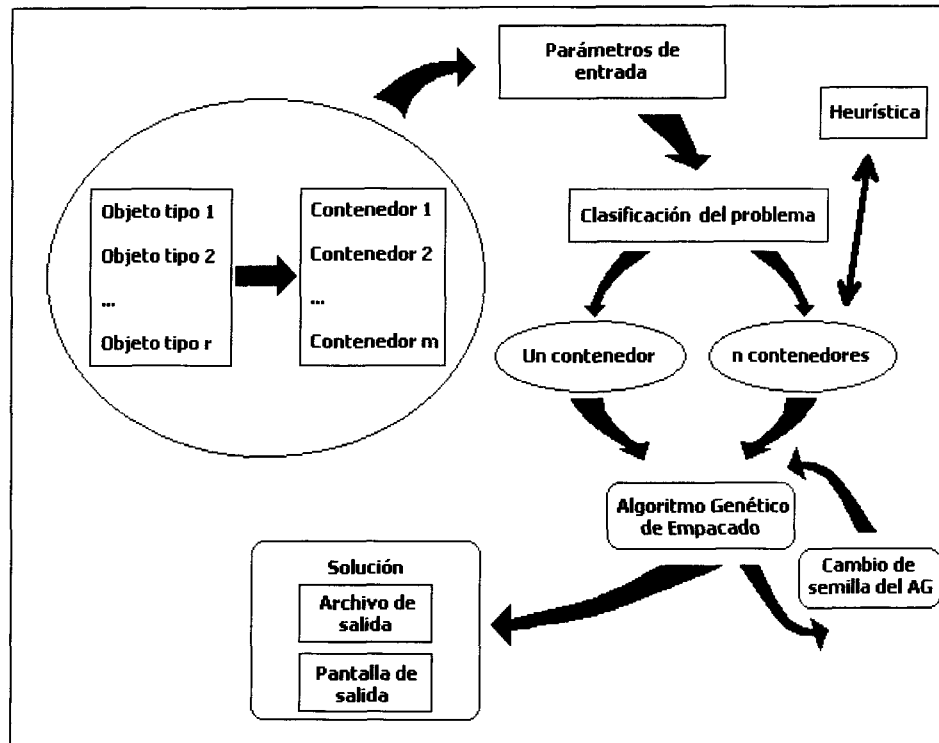 Parámetros de
entrada
Heurística
Objeto tipo 1
Objeto tipo 2
...
Objeto tipo r
Contenedor 1
Contenedor 2
...
Contenedor m
Clasificación del problema
Un contenedor
n contenedores
Algoritmo Genético
de Empacado
Cambio de
semilla del AG
Solución
Archivo de
salida
Pantalla de
salida